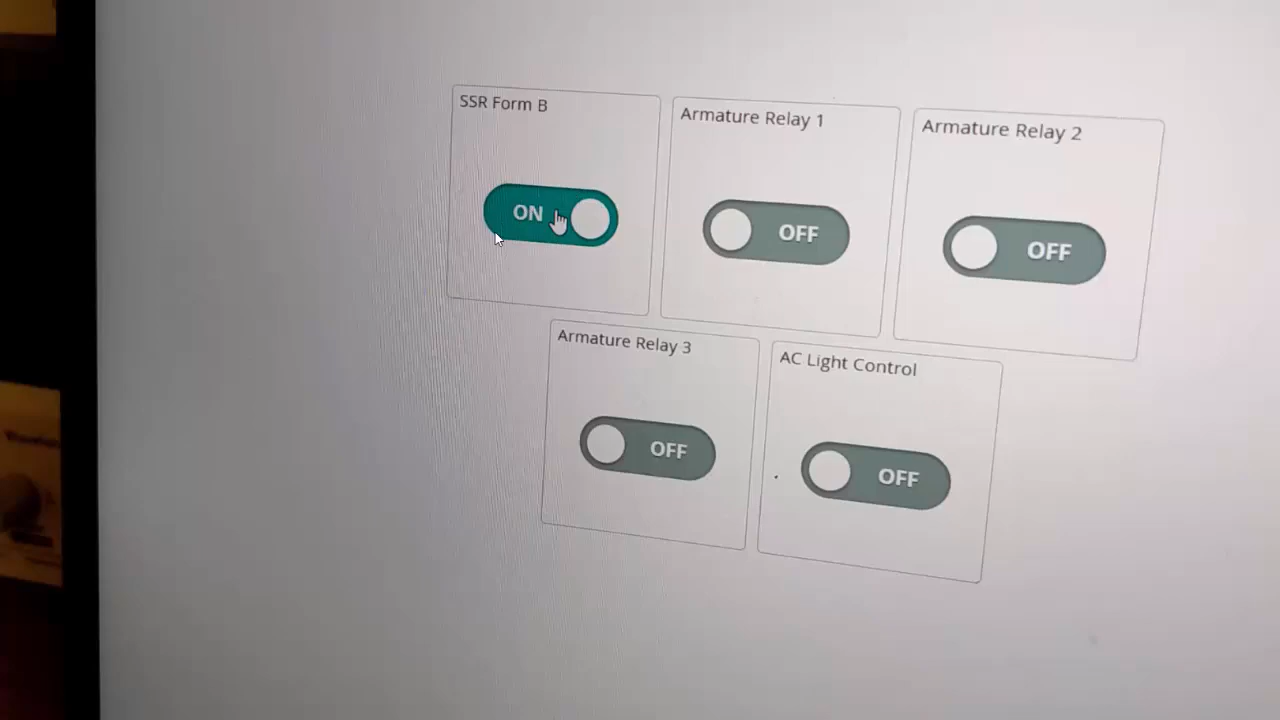 SSR Form B
ON
Armature Relay 1
OFF
Armature Relay 2
OFF
Armature Relay 3
OFF
AC Light Control
OFF